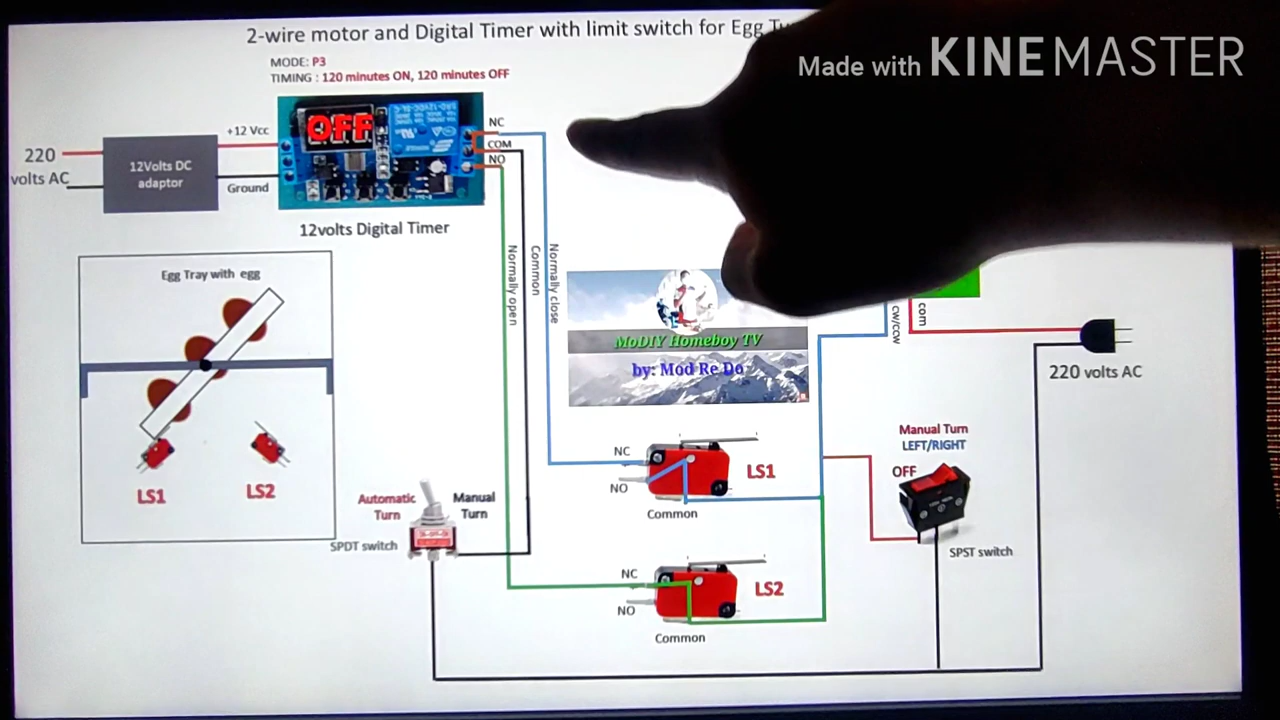 2-wire motor and Digital Timer with limit switch for Egg
Made with KINEMASTER
MODE: P3
TIMING : 120 minutes ON, 120 minutes OFF
NC
+12 Vcc
OFF
COM
220
volts AC
12Volts DC
adaptor
NO
Ground
12volts Digital Timer
Normally open
Common
Normally close
Egg Tray with egg
CW/CCW
com
MoDIY Homeboy TV
by: Mod Re Do
220 volts AC
Manual Turn
LEFT/RIGHT
OFF
NC
NO
LS1
Common
LS1
LS2
Automatic
Turn
Manual
Turn
SPDT switch
SPST switch
NC
NO
LS2
Common